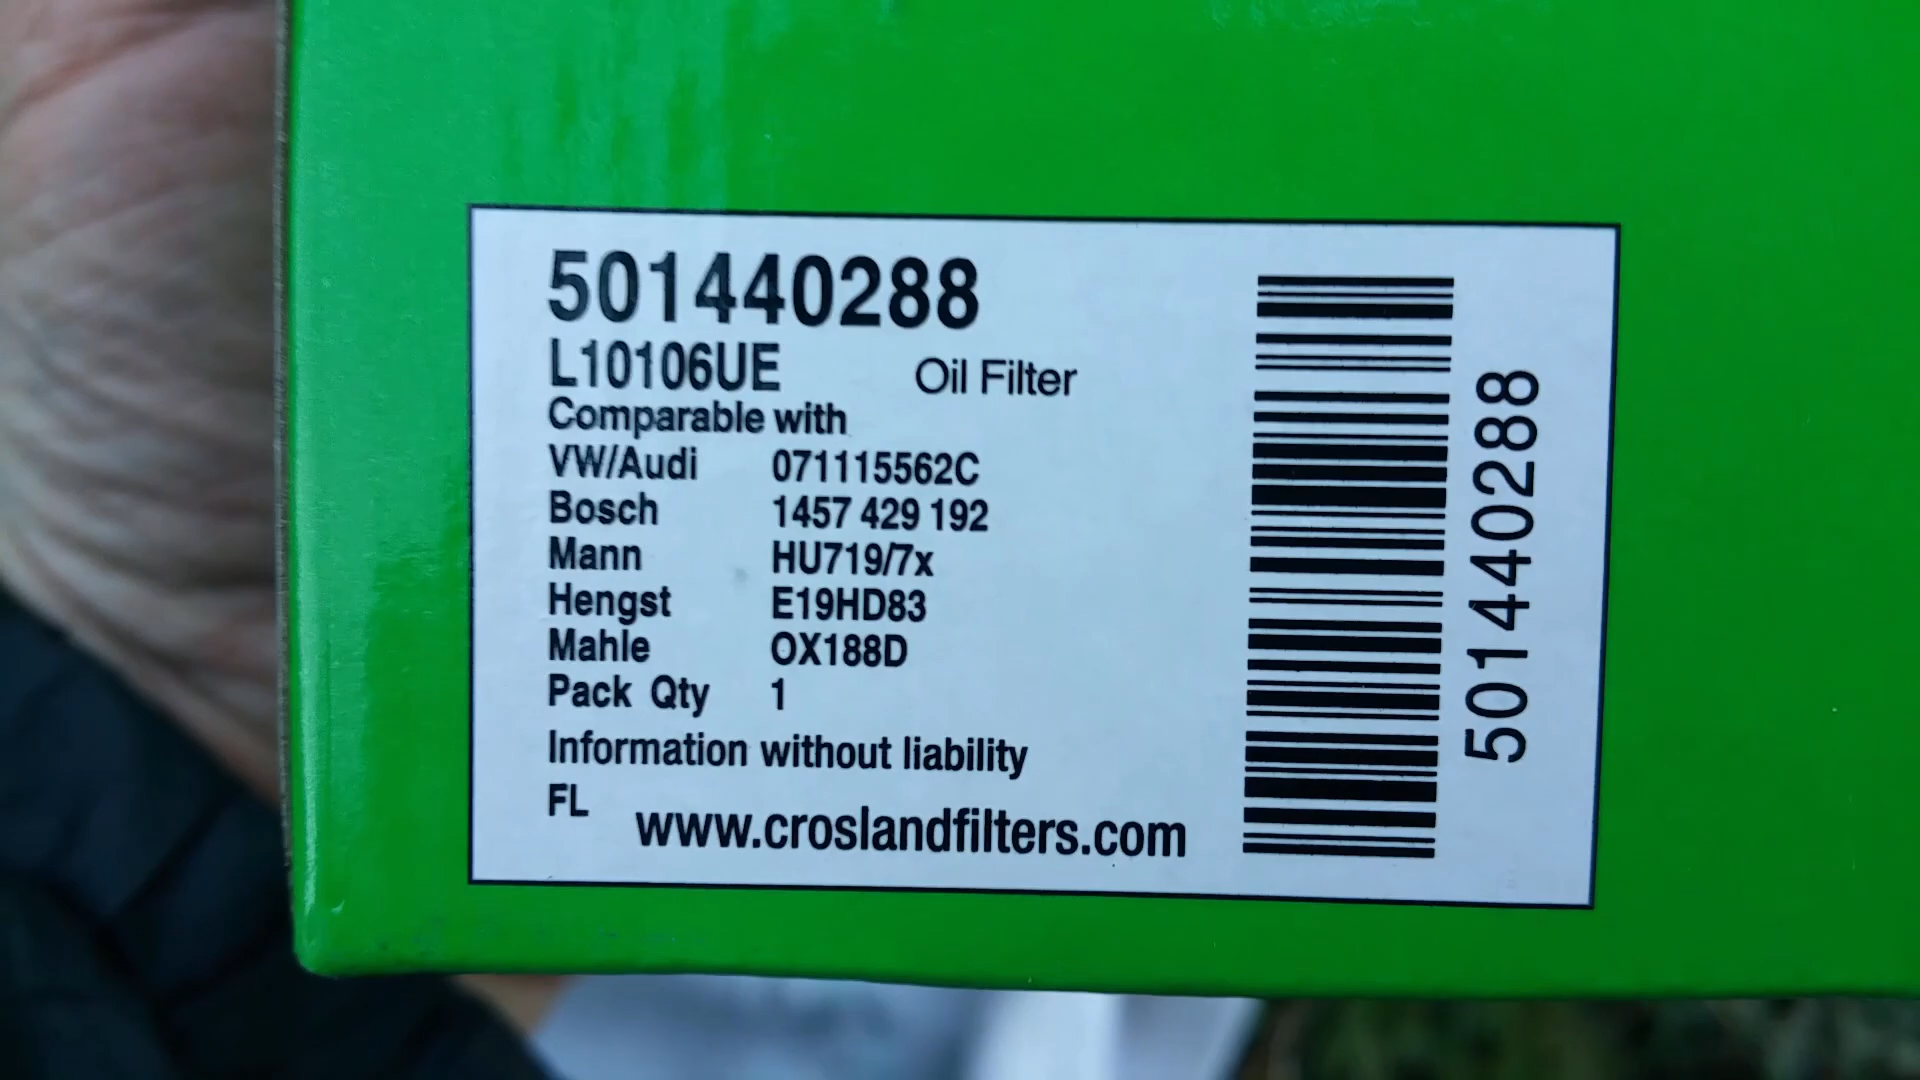 501440288
L10106UE Oil Filter
Comparable with
VW/Audi 071115562C
Bosch 1457 429 192
Mann HU719/7x
Hengst E19HD83
Mahle OX188D
Pack Qty 1
Information without liability
FL
www.croslandfilters.com
501440288